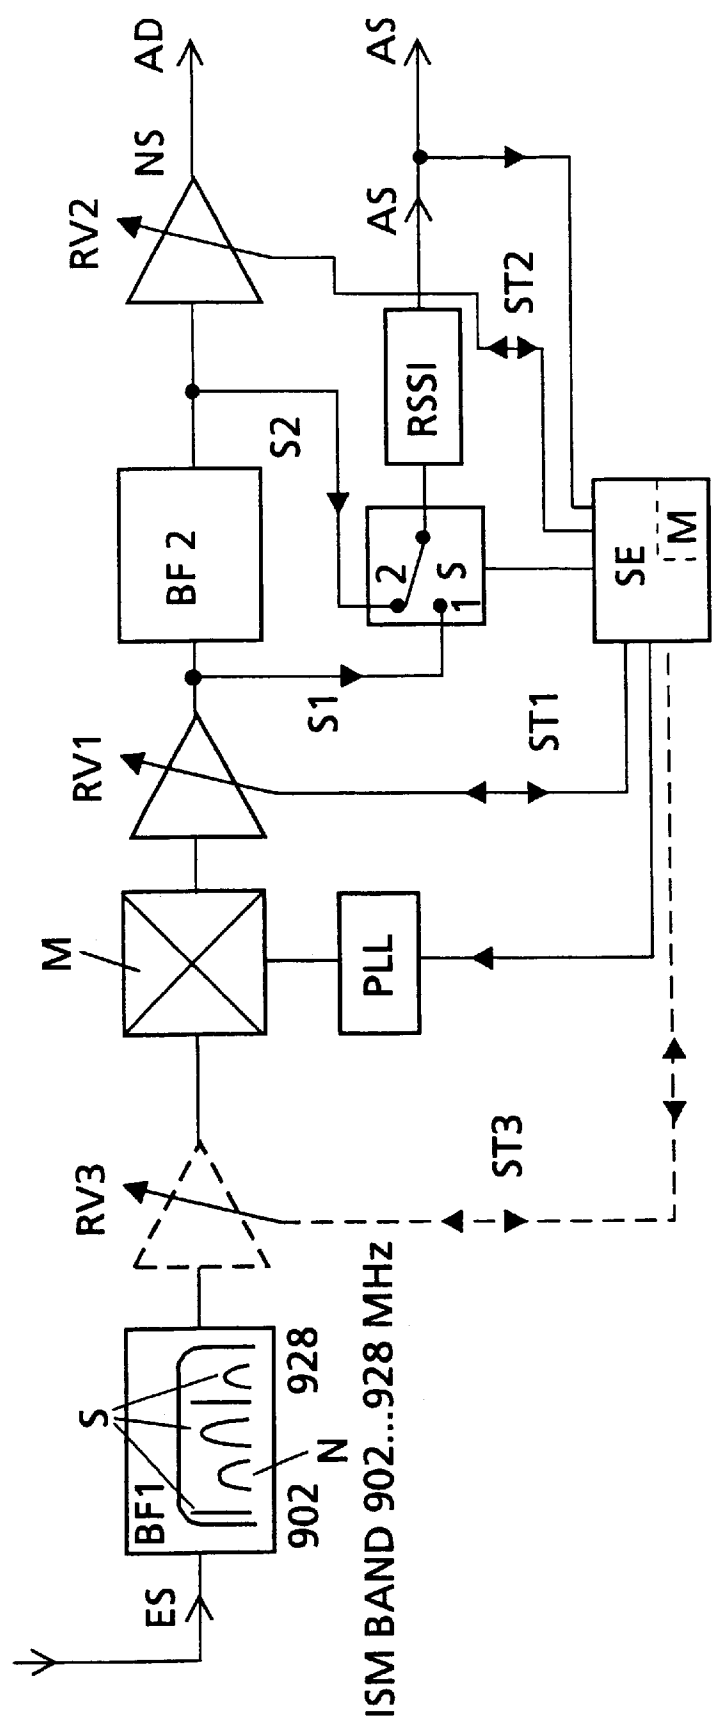 ES
BF1
S
902
928
N
ISM BAND 902...928 MHz
RV3
ST3
M
PLL
RV1
ST1
S1
BF 2
S2
2
1
S
RSSI
SE
M
ST2
RV2
NS
AD
AS
AS